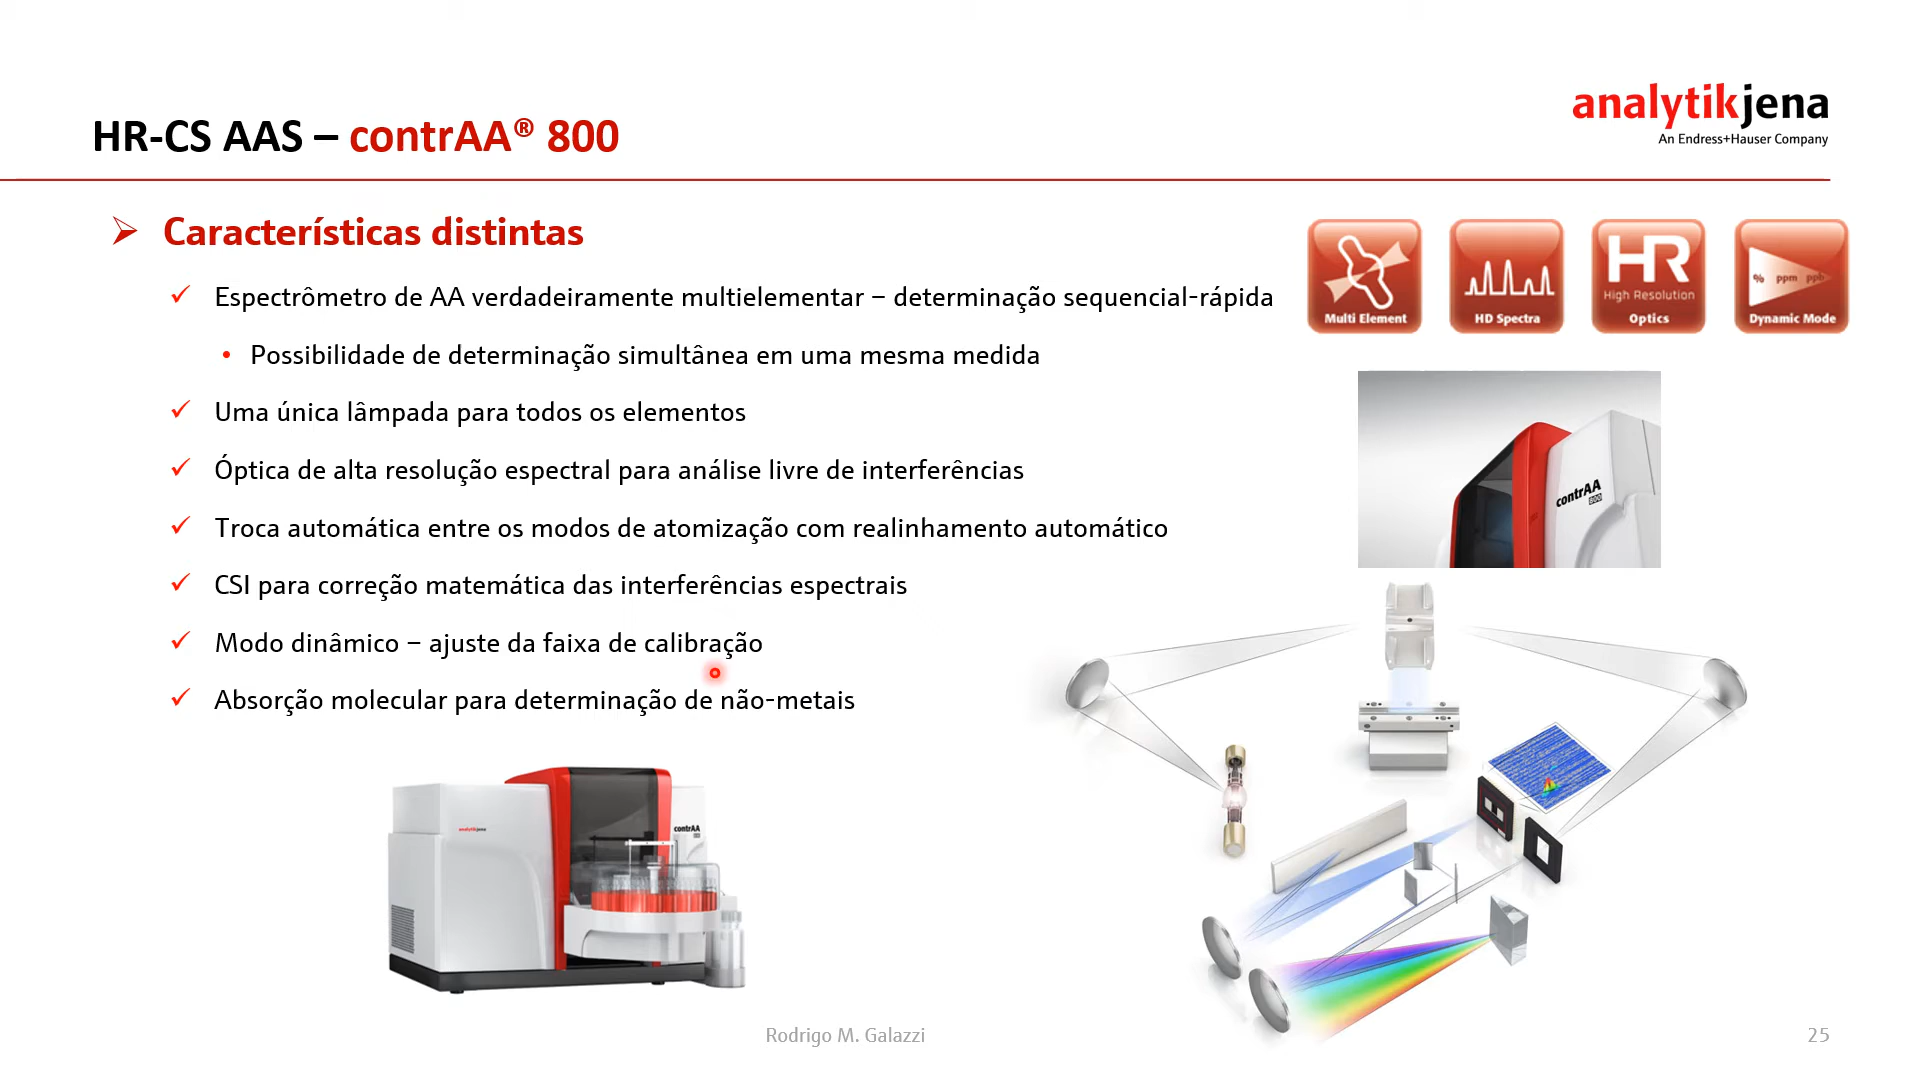 analytikjena
An Endress+Hauser Company
HR-CS AAS – contrAA® 800
Características distintas
Espectrômetro de AA verdadeiramente multielementar – determinação sequencial-rápida
Possibilidade de determinação simultânea em uma mesma medida
Uma única lâmpada para todos os elementos
Óptica de alta resolução espectral para análise livre de interferências
Troca automática entre os modos de atomização com realinhamento automático
CSI para correção matemática das interferências espectrais
Modo dinâmico – ajuste da faixa de calibração
Absorção molecular para determinação de não-metais
Multi Element
HD Spectra
HR
High Resolution
Optics
% ppm ppb
Dynamic Mode
contrAA
800
analytikjena
contrAA
Rodrigo M. Galazzi
25